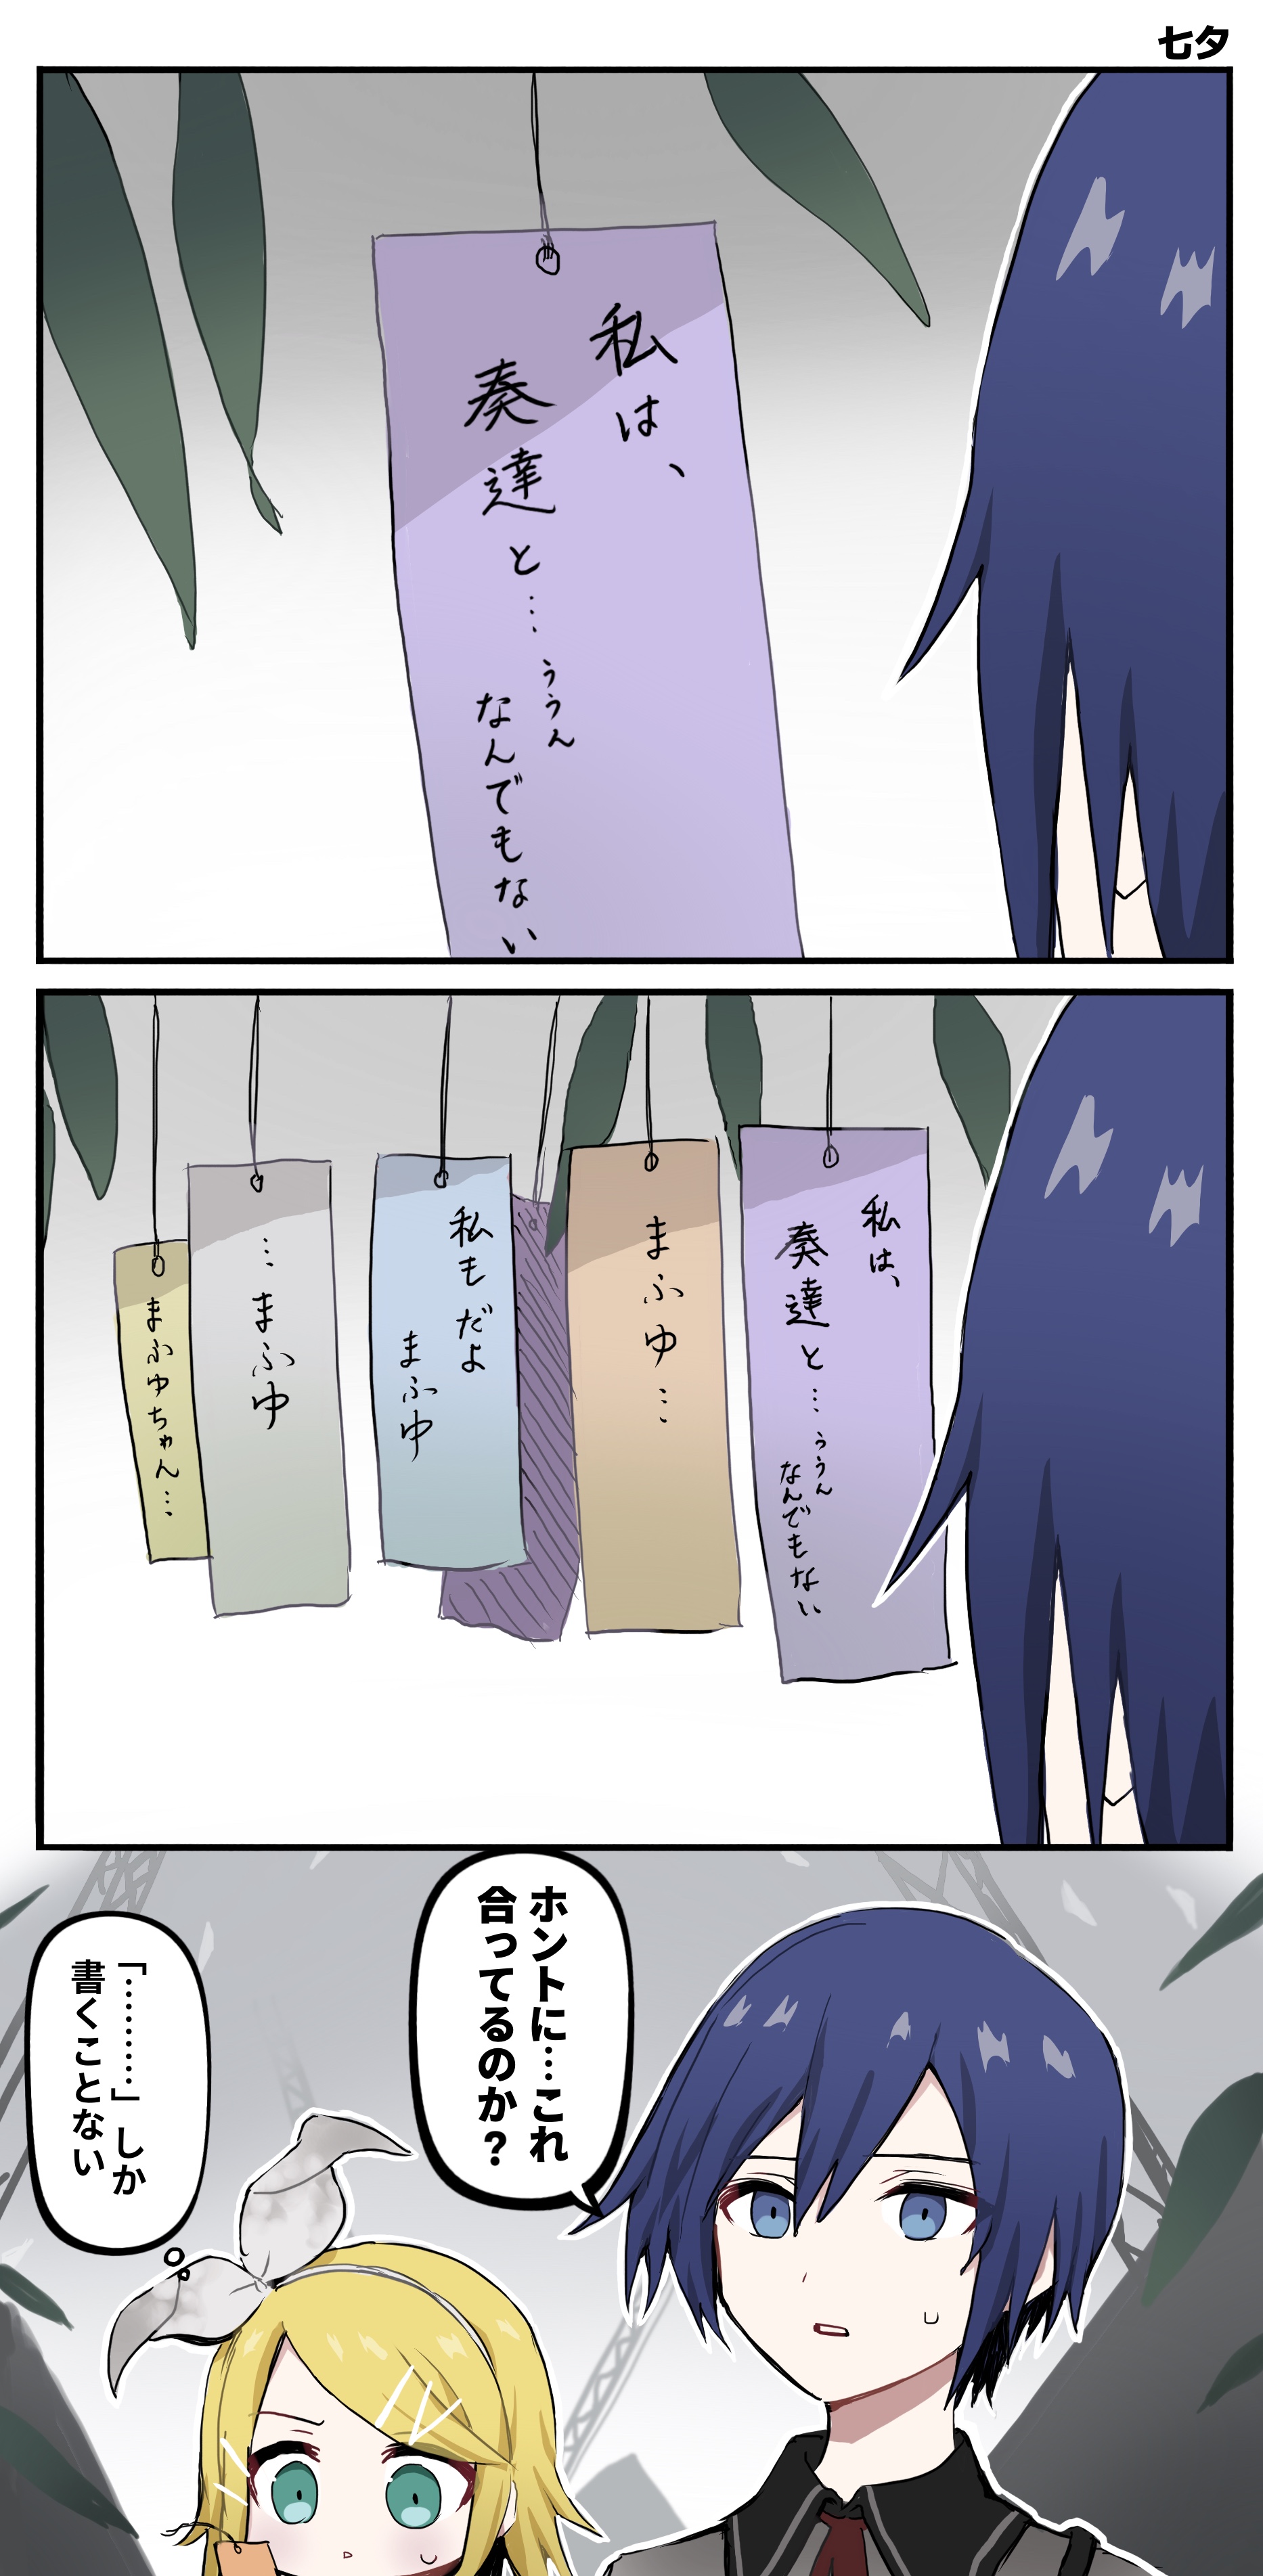 七夕
私は、
奏達と…
ううん
なんでもない
私は、
奏達と…
ううん
なんでもない
まふゆ…
私もだよ
まふゆ
…まふゆ
まふゆちゃん…
ホントに…これ
合ってるのか？
「………」しか
書くことない